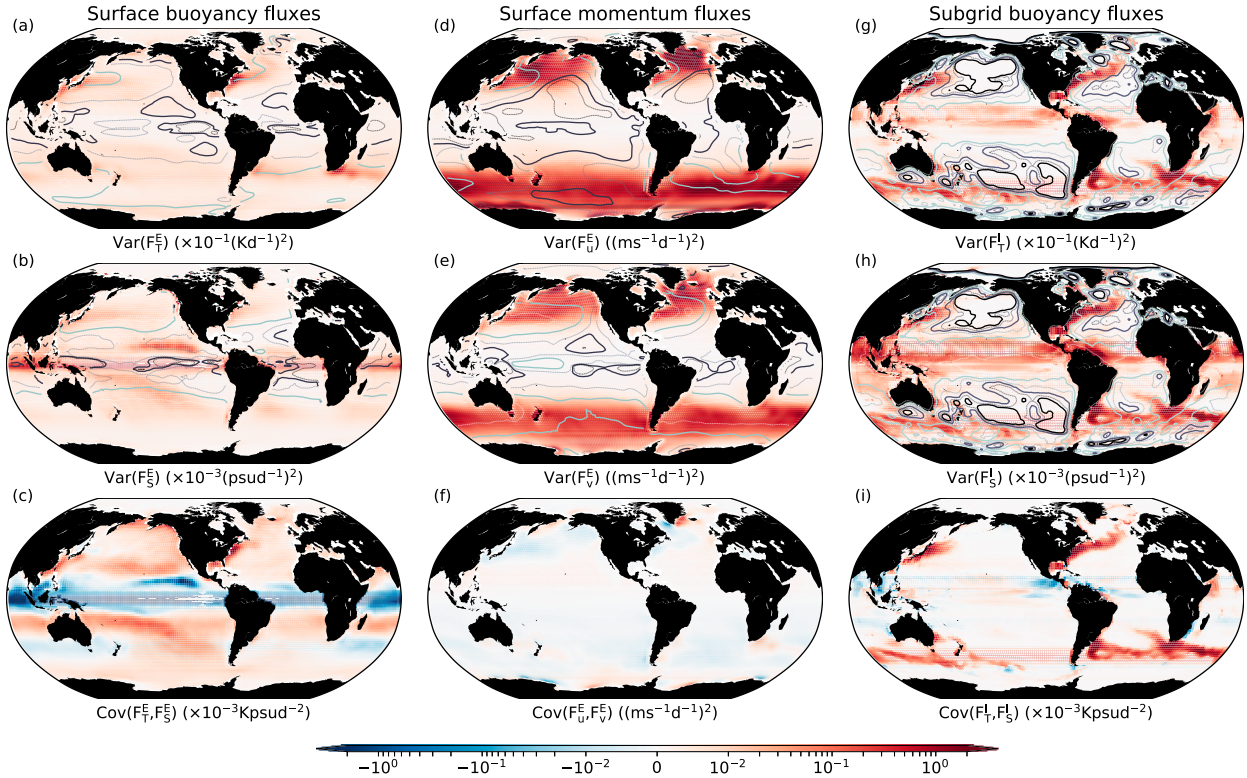 Surface buoyancy fluxes
Surface momentum fluxes
Subgrid buoyancy fluxes
(a)
(d)
(g)
Var(F_T^E) (×10⁻¹(Kd⁻¹)²)
Var(F_u^E) ((ms⁻¹d⁻¹)²)
Var(F_T^I) (×10⁻¹(Kd⁻¹)²)
(b)
(e)
(h)
Var(F_S^E) (×10⁻³(psud⁻¹)²)
Var(F_v^E) ((ms⁻¹d⁻¹)²)
Var(F_S^I) (×10⁻³(psud⁻¹)²)
(c)
(f)
(i)
Cov(F_T^E,F_S^E) (×10⁻³Kpsud⁻²)
Cov(F_u^E,F_v^E) ((ms⁻¹d⁻¹)²)
Cov(F_T^I,F_S^I) (×10⁻³Kpsud⁻²)
−10⁰ −10⁻¹ −10⁻² 0 10⁻² 10⁻¹ 10⁰